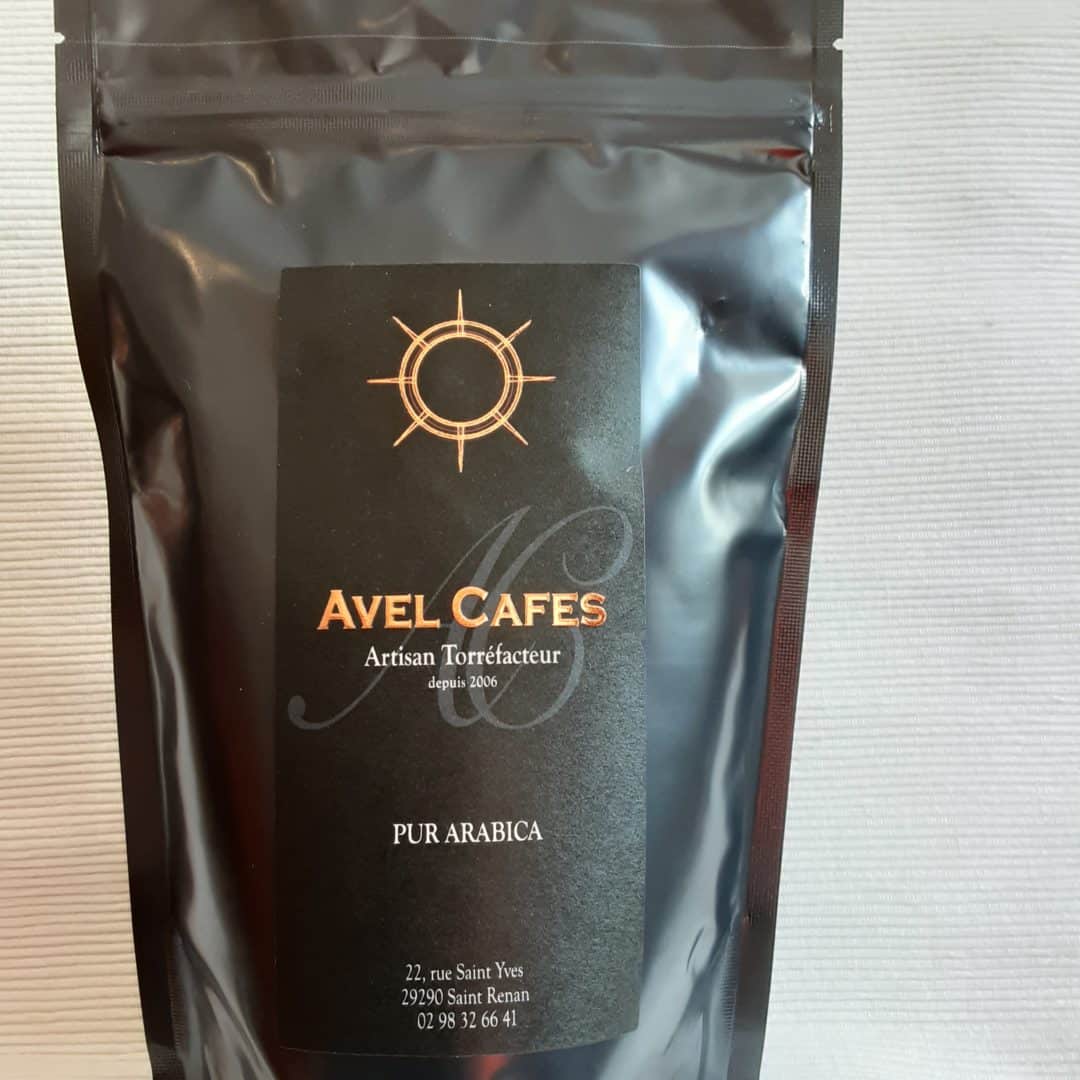 AVEL CAFES
Artisan Torréfacteur
depuis 2006
PUR ARABICA
22, rue Saint Yves
29290 Saint Renan
02 98 32 66 41